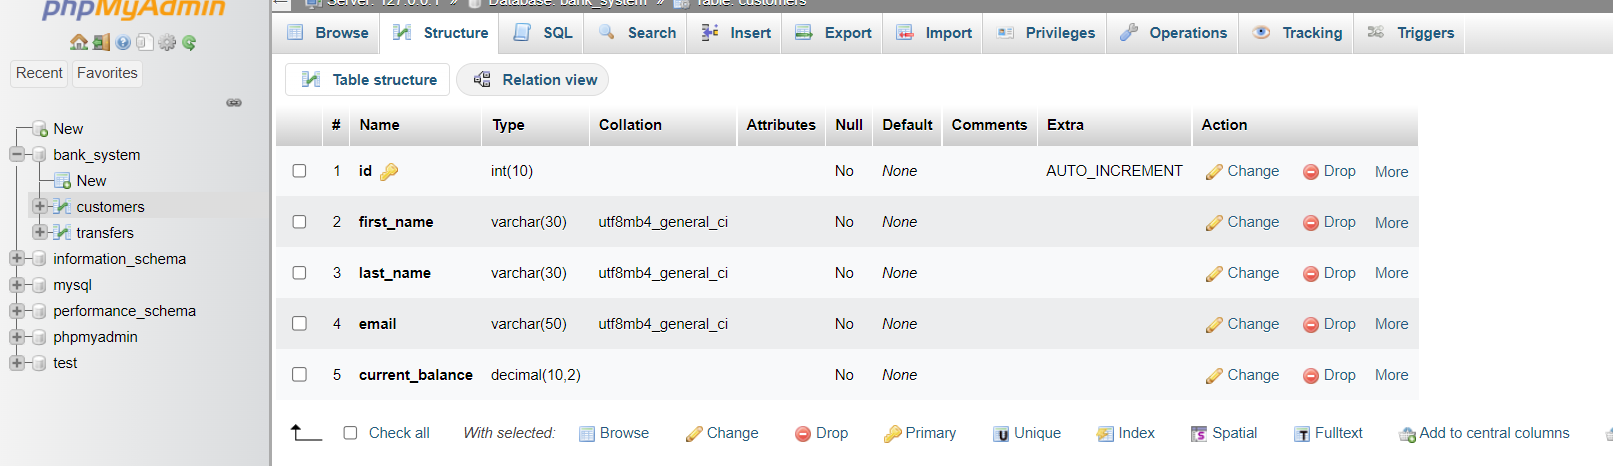 phpMyAdmin
Server: 127.0.0.1 » Database: bank_system » Table: customers
Browse Structure SQL Search Insert Export Import Privileges Operations Tracking Triggers
Recent Favorites
Table structure Relation view
New
bank_system
New
customers
transfers
information_schema
mysql
performance_schema
phpmyadmin
test
# Name Type Collation Attributes Null Default Comments Extra Action
1 id int(10) No None AUTO_INCREMENT Change Drop More
2 first_name varchar(30) utf8mb4_general_ci No None Change Drop More
3 last_name varchar(30) utf8mb4_general_ci No None Change Drop More
4 email varchar(50) utf8mb4_general_ci No None Change Drop More
5 current_balance decimal(10,2) No None Change Drop More
Check all With selected: Browse Change Drop Primary Unique Index Spatial Fulltext Add to central columns